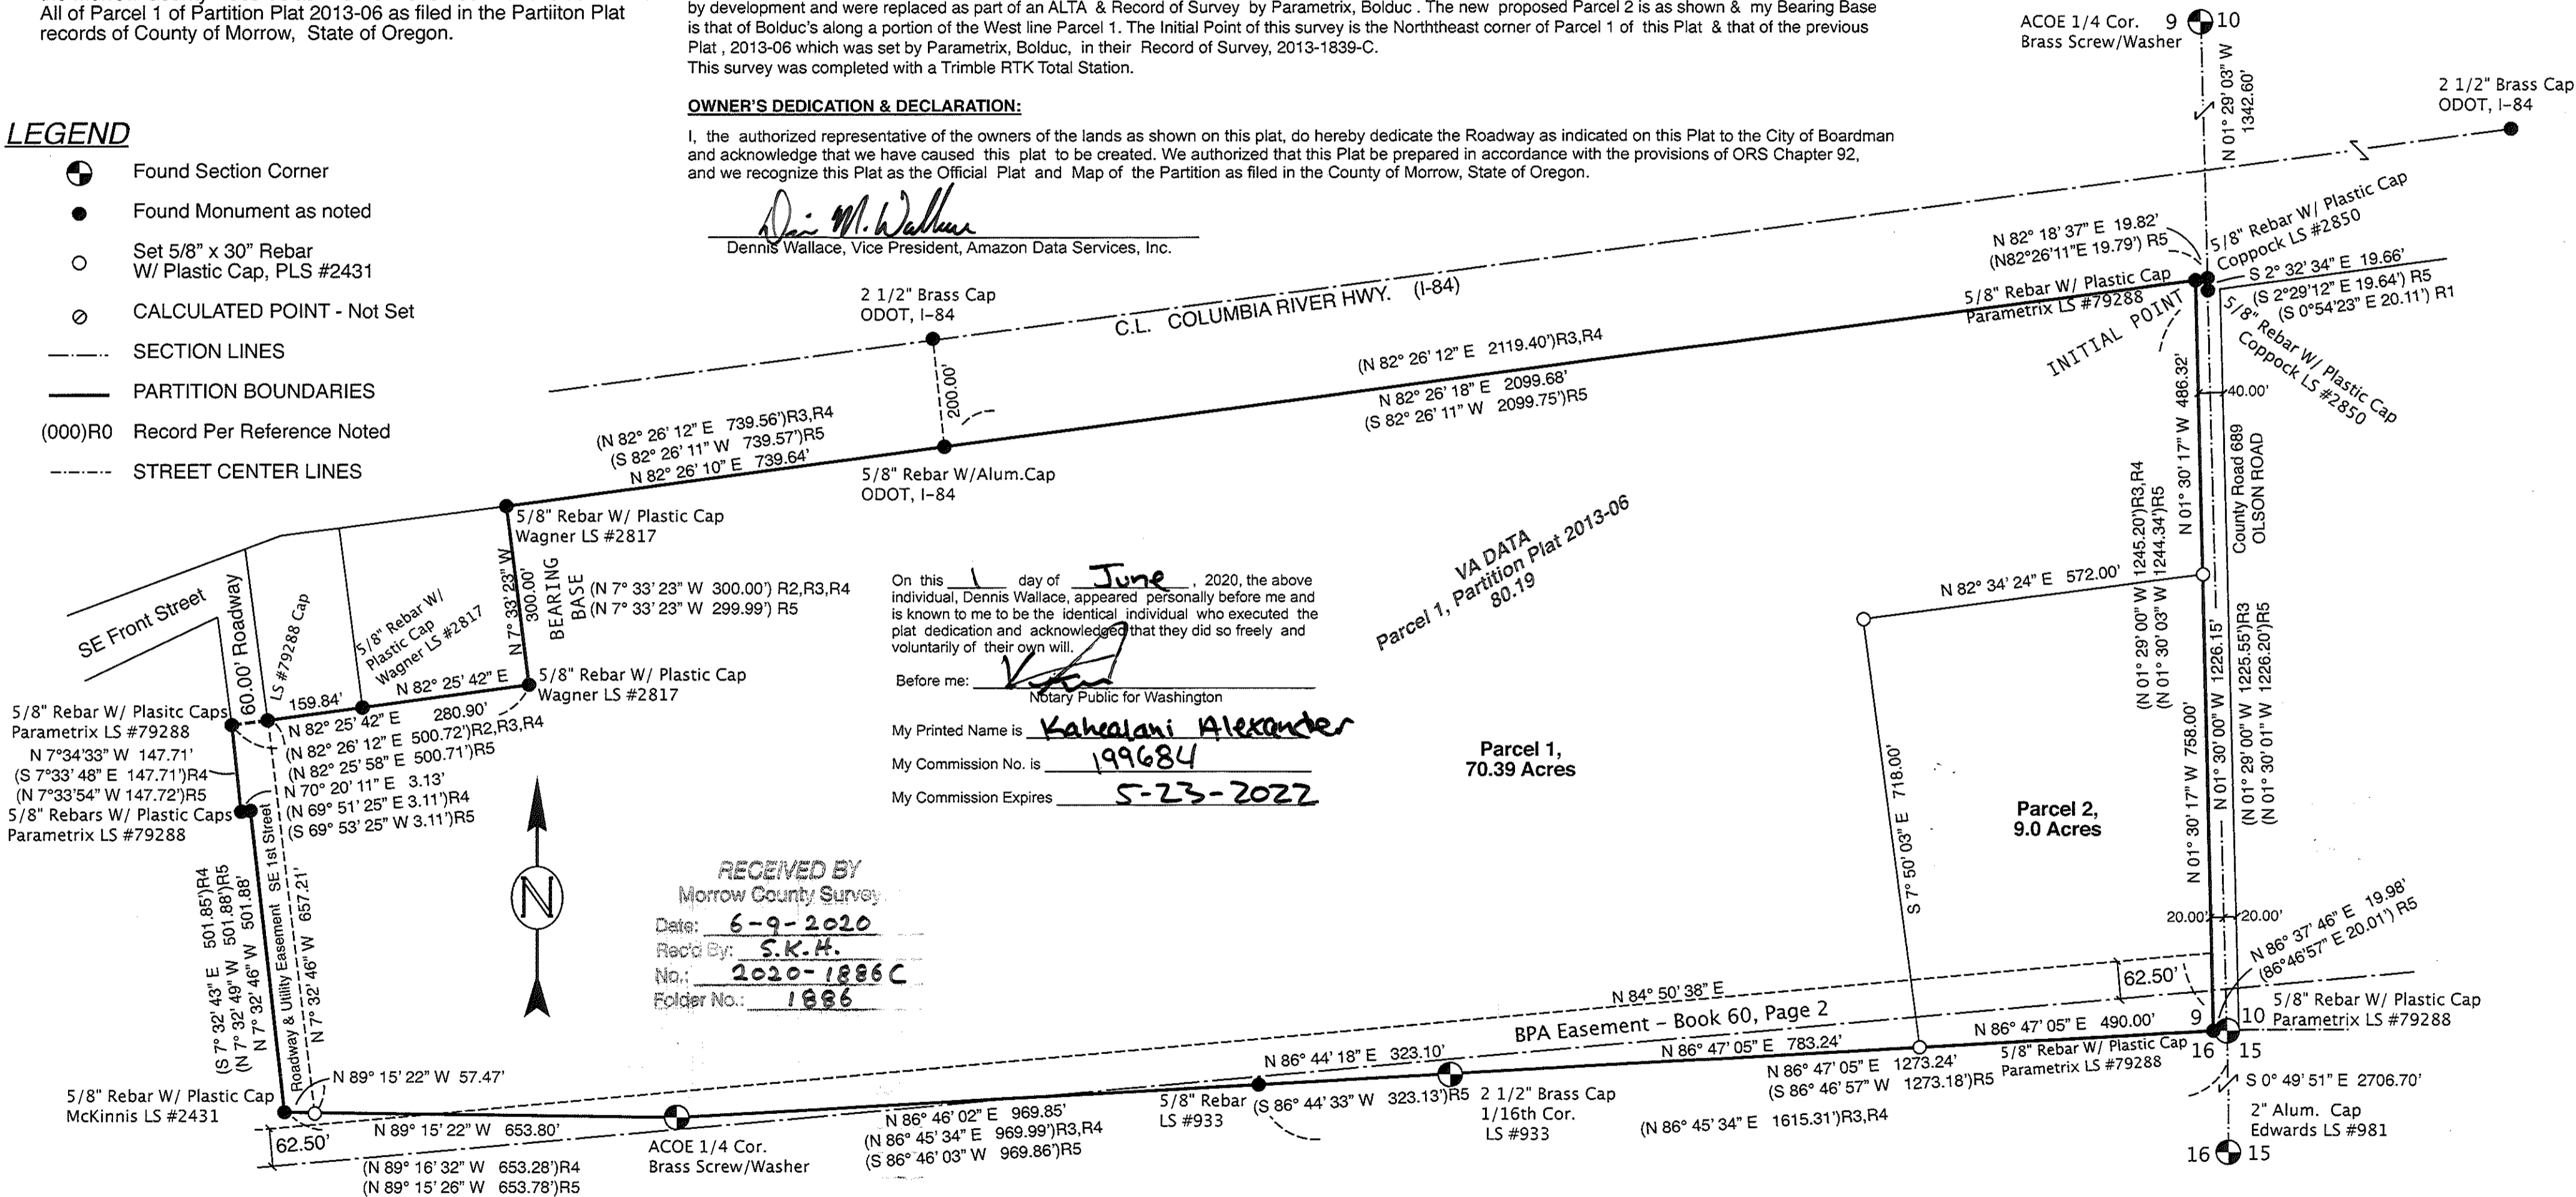 All of Parcel 1 of Partition Plat 2013-06 as filed in the Partiiton Plat
records of County of Morrow, State of Oregon.
by development and were replaced as part of an ALTA & Record of Survey by Parametrix, Bolduc . The new proposed Parcel 2 is as shown & my Bearing Base
is that of Bolduc's along a portion of the West line Parcel 1. The Initial Point of this survey is the Norththeast corner of Parcel 1 of this Plat & that of the previous
Plat , 2013-06 which was set by Parametrix, Bolduc, in their Record of Survey, 2013-1839-C.
This survey was completed with a Trimble RTK Total Station.
OWNER'S DEDICATION & DECLARATION:
I, the authorized representative of the owners of the lands as shown on this plat, do hereby dedicate the Roadway as indicated on this Plat to the City of Boardman
and acknowledge that we have caused this plat to be created. We authorized that this Plat be prepared in accordance with the provisions of ORS Chapter 92,
and we recognize this Plat as the Official Plat and Map of the Partition as filed in the County of Morrow, State of Oregon.
Dennis Wallace, Vice President, Amazon Data Services, Inc.
LEGEND
Found Section Corner
Found Monument as noted
Set 5/8" x 30" Rebar
W/ Plastic Cap, PLS #2431
CALCULATED POINT - Not Set
SECTION LINES
PARTITION BOUNDARIES
(000)R0 Record Per Reference Noted
STREET CENTER LINES
ACOE 1/4 Cor. 9 10
Brass Screw/Washer
N 01° 29' 03" W
1342.60'
2 1/2" Brass Cap
ODOT, I-84
2 1/2" Brass Cap
ODOT, I-84
C.L. COLUMBIA RIVER HWY. (I-84)
200.00'
N 82° 18' 37" E 19.82'
(N82°26'11"E 19.79') R5
5/8" Rebar W/ Plastic Cap
Coppock LS #2850
S 2° 32' 34" E 19.66'
(S 2°29'12" E 19.64') R5
(S 0°54'23" E 20.11') R1
5/8" Rebar W/ Plastic Cap
Parametrix LS #79288
INITIAL POINT
5/8" Rebar W/ Plastic Cap
Coppock LS #2850
(N 82° 26' 12" E 2119.40')R3,R4
N 82° 26' 18" E 2099.68'
(S 82° 26' 11" W 2099.75')R5
(N 82° 26' 12" E 739.56')R3,R4
(S 82° 26' 11" W 739.57')R5
N 82° 26' 10" E 739.64'
5/8" Rebar W/Alum.Cap
ODOT, I-84
5/8" Rebar W/ Plastic Cap
Wagner LS #2817
N 7° 33' 23" W
300.00'
BEARING
BASE
(N 7° 33' 23" W 300.00') R2,R3,R4
(N 7° 33' 23" W 299.99') R5
SE Front Street
60.00' Roadway
LS #79288 Cap
5/8" Rebar W/
Plastic Cap
Wagner LS #2817
159.84'
N 82° 25' 42" E
280.90'
5/8" Rebar W/ Plastic Cap
Wagner LS #2817
N 82° 25' 42" E
(N 82° 26' 12" E 500.72')R2,R3,R4
(N 82° 25' 58" E 500.71')R5
5/8" Rebar W/ Plasitc Caps
Parametrix LS #79288
N 7°34'33" W 147.71'
(S 7°33' 48" E 147.71')R4
(N 7°33'54" W 147.72')R5
5/8" Rebars W/ Plastic Caps
Parametrix LS #79288
N 70° 20' 11" E 3.13'
(N 69° 51' 25" E 3.11')R4
(S 69° 53' 25" W 3.11')R5
(S 7° 32' 43" E 501.85')R4
(N 7° 32' 49" W 501.88')R5
N 7° 32' 46" W 501.88'
Roadway & Utility Easement SE 1st Street
N 7° 32' 46" W 657.21'
On this 1 day of June , 2020, the above
individual, Dennis Wallace, appeared personally before me and
is known to me to be the identical individual who executed the
plat dedication and acknowledged that they did so freely and
voluntarily of their own will.
Before me:
Notary Public for Washington
My Printed Name is Kahealani Alexander
My Commission No. is 199684
My Commission Expires 5-23-2022
VA DATA
Parcel 1, Partition Plat 2013-06
80.19
Parcel 1,
70.39 Acres
Parcel 2,
9.0 Acres
N 82° 34' 24" E 572.00'
S 7° 50' 03" E 718.00'
N 01° 30' 17" W 486.32'
40.00'
County Road 689
OLSON ROAD
(N 01° 29' 00" W 1245.20')R3,R4
(N 01° 30' 03" W 1244.34')R5
N 01° 30' 17" W 758.00'
N 01° 30' 00" W 1226.15'
(N 01° 29' 00" W 1225.55')R3
(N 01° 30' 01" W 1226.20')R5
20.00' 20.00'
N 86° 37' 46" E 19.98'
(86°46'57" E 20.01') R5
RECEIVED BY
Morrow County Survey
Date: 6-9-2020
Rec'd By: S.K.H.
No.: 2020-1886C
Folder No.: 1886
N
5/8" Rebar W/ Plastic Cap
McKinnis LS #2431
N 89° 15' 22" W 57.47'
62.50'
N 89° 15' 22" W 653.80'
(N 89° 16' 32" W 653.28')R4
(N 89° 15' 26" W 653.78')R5
ACOE 1/4 Cor.
Brass Screw/Washer
N 86° 46' 02" E 969.85'
(N 86° 45' 34" E 969.99')R3,R4
(S 86° 46' 03" W 969.86')R5
5/8" Rebar
LS #933
N 86° 44' 18" E 323.10'
(S 86° 44' 33" W 323.13')R5
2 1/2" Brass Cap
1/16th Cor.
LS #933
N 84° 50' 38" E
BPA Easement – Book 60, Page 2
62.50'
N 86° 47' 05" E 783.24'
N 86° 47' 05" E 490.00'
N 86° 47' 05" E 1273.24'
(S 86° 46' 57" W 1273.18')R5
(N 86° 45' 34" E 1615.31')R3,R4
5/8" Rebar W/ Plastic Cap
Parametrix LS #79288
9 10
16 15
5/8" Rebar W/ Plastic Cap
Parametrix LS #79288
S 0° 49' 51" E 2706.70'
2" Alum. Cap
Edwards LS #981
16 15